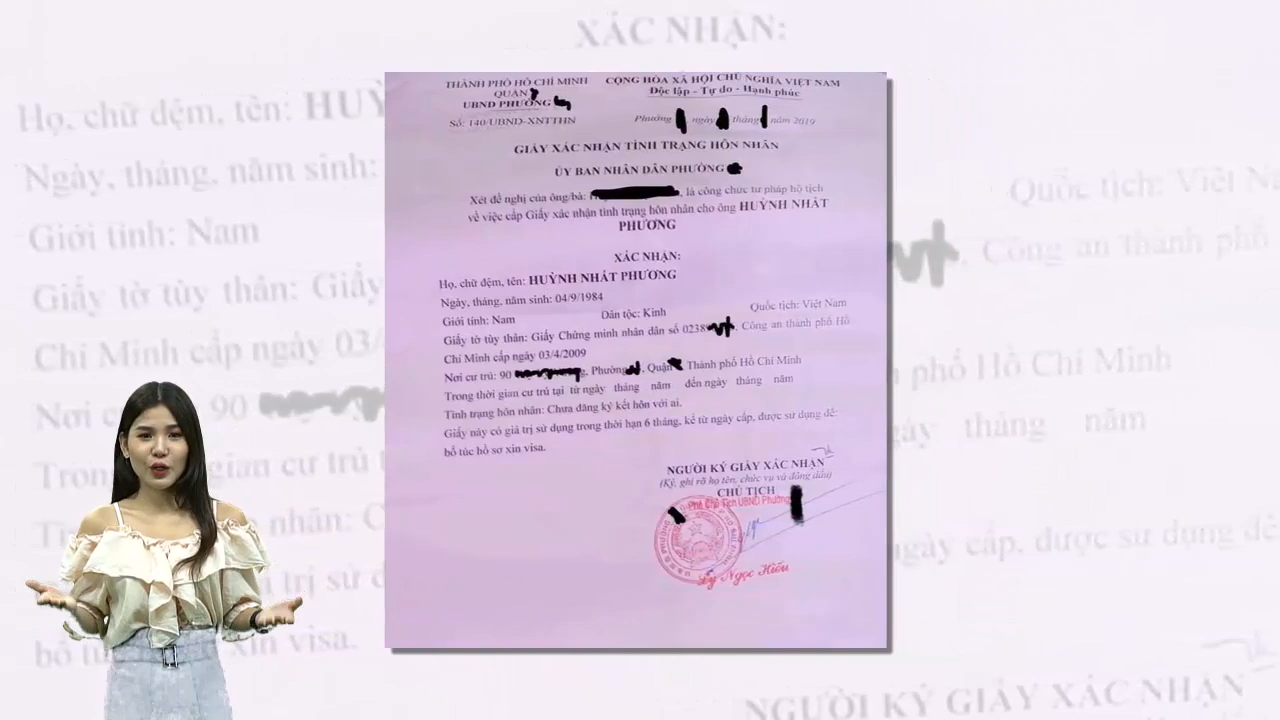 XÁC NHẬN:
Họ, chữ đệm, tên: HUỲ
Ngày, tháng, năm sinh:
Giới tính: Nam
Giấy tờ tùy thân: Giấy
Chí Minh cấp ngày 03/
90
Quốc tịch: Việt Na
Công an thành phố
phố Hồ Chí Minh
tháng năm
ngày cấp, được sử dụng để
xin visa.
NGƯỜI KÝ GIẤY XÁC NHẬN
THÀNH PHỐ HỒ CHÍ MINH
QUẬN
UBND PHƯỜNG
Số: 140/UBND-XNTTHN
CỘNG HÒA XÃ HỘI CHỦ NGHĨA VIỆT NAM
Độc lập - Tự do - Hạnh phúc
Phường , ngày tháng năm 2019
GIẤY XÁC NHẬN TÌNH TRẠNG HÔN NHÂN
ỦY BAN NHÂN DÂN PHƯỜNG
Xét đề nghị của ông/bà: , là công chức tư pháp hộ tịch
về việc cấp Giấy xác nhận tình trạng hôn nhân cho ông HUỲNH NHẤT
PHƯƠNG
XÁC NHẬN:
Họ, chữ đệm, tên: HUỲNH NHẤT PHƯƠNG
Ngày, tháng, năm sinh: 04/9/1984
Giới tính: Nam Dân tộc: Kinh Quốc tịch: Việt Nam
Giấy tờ tùy thân: Giấy Chứng minh nhân dân số 0238 , Công an thành phố Hồ
Chí Minh cấp ngày 03/4/2009
Nơi cư trú: 90 , Phường , Quận Thành phố Hồ Chí Minh
Trong thời gian cư trú tại từ ngày tháng năm đến ngày tháng năm
Tình trạng hôn nhân: Chưa đăng ký kết hôn với ai.
Giấy này có giá trị sử dụng trong thời hạn 6 tháng, kể từ ngày cấp, được sử dụng để:
bổ túc hồ sơ xin visa.
NGƯỜI KÝ GIẤY XÁC NHẬN
(Ký, ghi rõ họ tên, chức vụ và đóng dấu)
CHỦ TỊCH
Phó Chủ Tịch UBND Phường
Lý Ngọc Hiếu